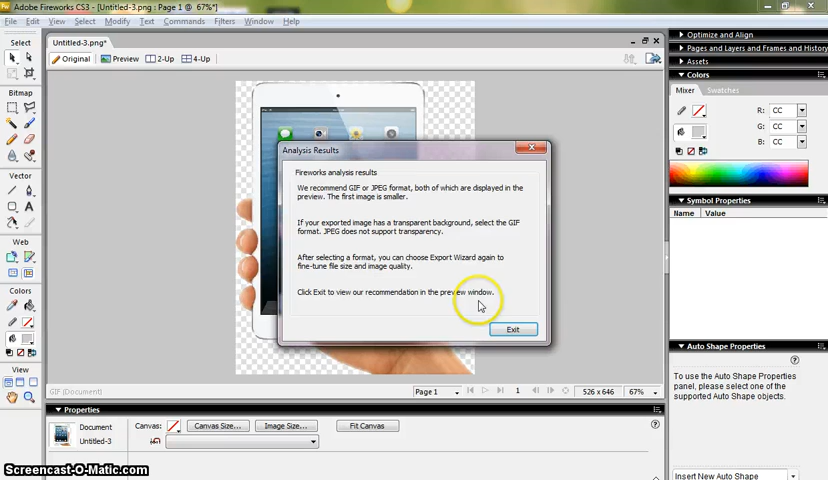 Adobe Fireworks CS3 - [Untitled-3.png : Page 1 @ 67%*]
File Edit View Select Modify Text Commands Filters Window Help
Select
Bitmap
Vector
Web
Colors
View
Untitled-3.png*
Original Preview 2-Up 4-Up
Analysis Results
Fireworks analysis results
We recommend GIF or JPEG format, both of which are displayed in the
preview. The first image is smaller.
If your exported image has a transparent background, select the GIF
format. JPEG does not support transparency.
After selecting a format, you can choose Export Wizard again to
fine-tune file size and image quality.
Click Exit to view our recommendation in the preview window.
Exit
GIF (Document)
Page 1 1 526 x 646 67%
Properties
Document
Untitled-3
Canvas: Canvas Size... Image Size... Fit Canvas
Optimize and Align
Pages and Layers and Frames and History
Assets
Colors
Mixer Swatches
R: CC
G: CC
B: CC
Symbol Properties
Name Value
Auto Shape Properties
To use the Auto Shape Properties
panel, please select one of the
supported Auto Shape objects.
Insert New Auto Shape
Screencast-O-Matic.com